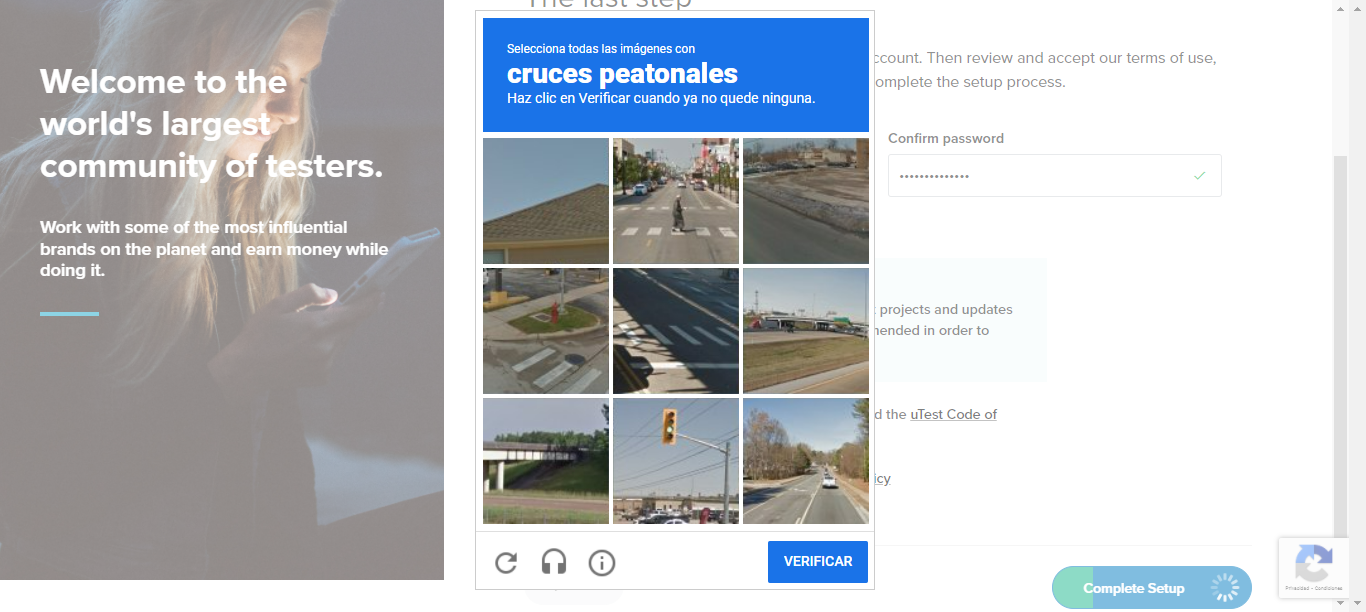 The last step
Welcome to the
world's largest
community of testers.
Work with some of the most influential
brands on the planet and earn money while
doing it.
Selecciona todas las imágenes con
cruces peatonales
Haz clic en Verificar cuando ya no quede ninguna.
VERIFICAR
ccount. Then review and accept our terms of use,
omplete the setup process.
Confirm password
projects and updates
ended in order to
d the uTest Code of
icy
Complete Setup
Privacidad - Condiciones